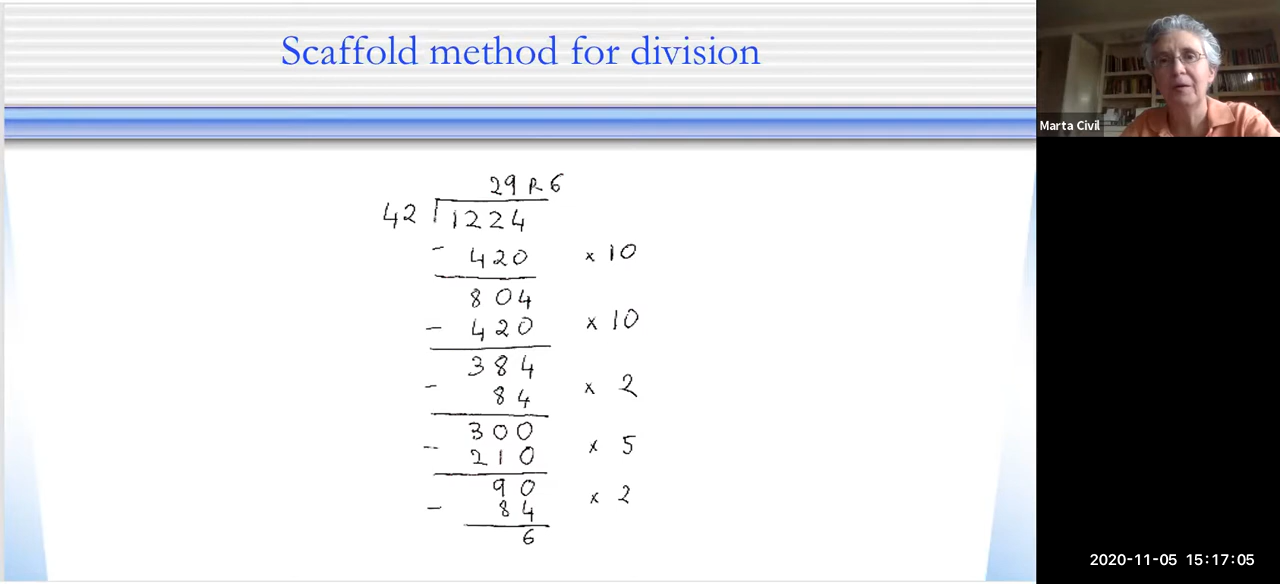 Scaffold method for division
Marta Civil
29 R 6
42 1224
- 420 x 10
804
- 420 x 10
384
- 84 x 2
300
- 210 x 5
90
- 84 x 2
6
2020-11-05 15:17:05